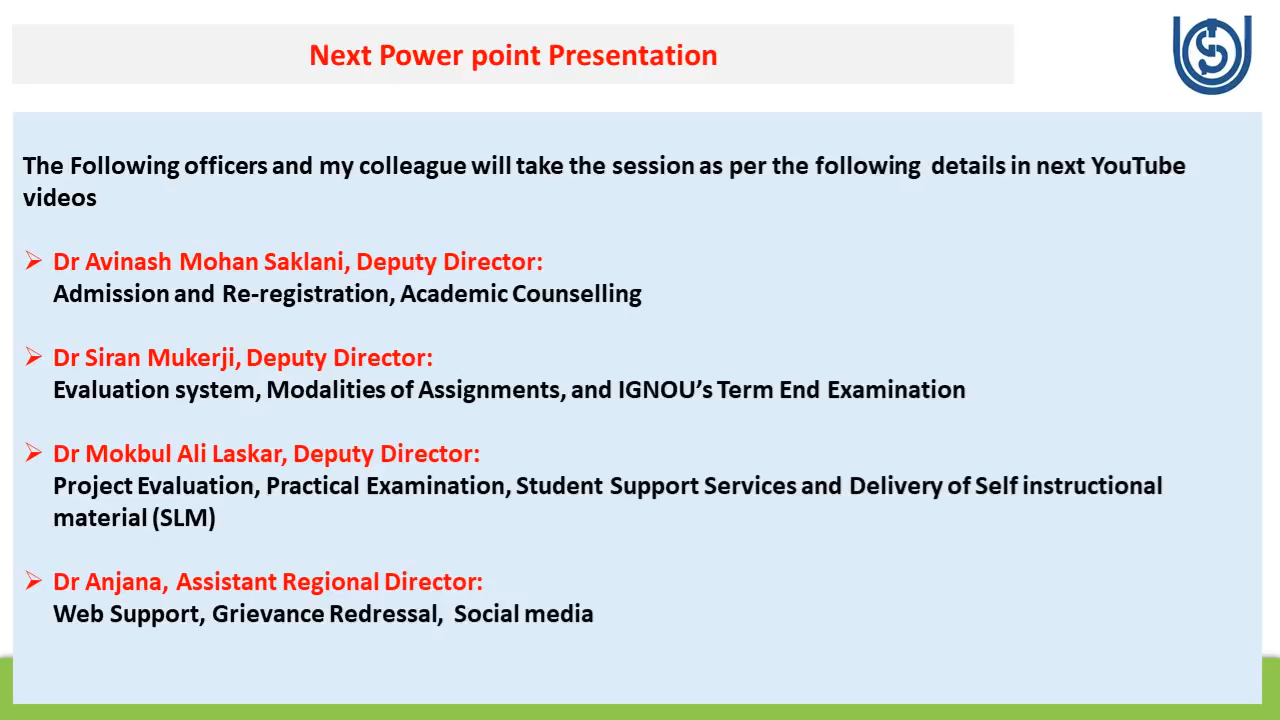 Next Power point Presentation
The Following officers and my colleague will take the session as per the following details in next YouTube
videos
➢ Dr Avinash Mohan Saklani, Deputy Director:
Admission and Re-registration, Academic Counselling
➢ Dr Siran Mukerji, Deputy Director:
Evaluation system, Modalities of Assignments, and IGNOU’s Term End Examination
➢ Dr Mokbul Ali Laskar, Deputy Director:
Project Evaluation, Practical Examination, Student Support Services and Delivery of Self instructional
material (SLM)
➢ Dr Anjana, Assistant Regional Director:
Web Support, Grievance Redressal, Social media